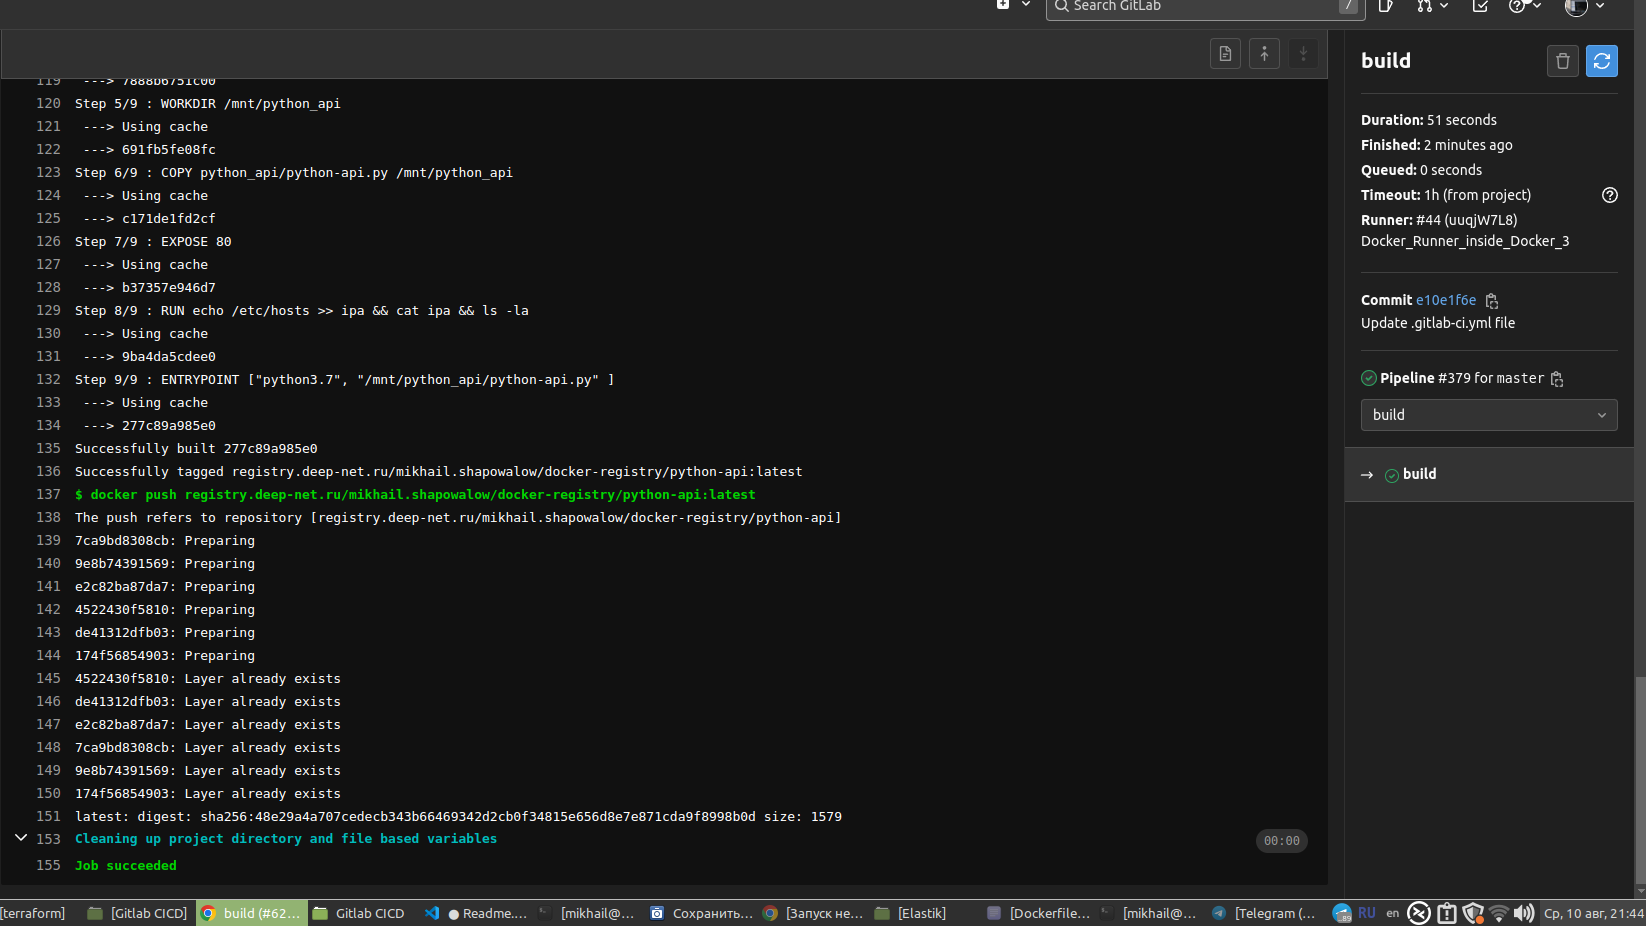 Search GitLab
/
119 ---> 7888b6751c00
120 Step 5/9 : WORKDIR /mnt/python_api
121 ---> Using cache
122 ---> 691fb5fe08fc
123 Step 6/9 : COPY python_api/python-api.py /mnt/python_api
124 ---> Using cache
125 ---> c171de1fd2cf
126 Step 7/9 : EXPOSE 80
127 ---> Using cache
128 ---> b37357e946d7
129 Step 8/9 : RUN echo /etc/hosts >> ipa && cat ipa && ls -la
130 ---> Using cache
131 ---> 9ba4da5cdee0
132 Step 9/9 : ENTRYPOINT ["python3.7", "/mnt/python_api/python-api.py" ]
133 ---> Using cache
134 ---> 277c89a985e0
135 Successfully built 277c89a985e0
136 Successfully tagged registry.deep-net.ru/mikhail.shapowalow/docker-registry/python-api:latest
137 $ docker push registry.deep-net.ru/mikhail.shapowalow/docker-registry/python-api:latest
138 The push refers to repository [registry.deep-net.ru/mikhail.shapowalow/docker-registry/python-api]
139 7ca9bd8308cb: Preparing
140 9e8b74391569: Preparing
141 e2c82ba87da7: Preparing
142 4522430f5810: Preparing
143 de41312dfb03: Preparing
144 174f56854903: Preparing
145 4522430f5810: Layer already exists
146 de41312dfb03: Layer already exists
147 e2c82ba87da7: Layer already exists
148 7ca9bd8308cb: Layer already exists
149 9e8b74391569: Layer already exists
150 174f56854903: Layer already exists
151 latest: digest: sha256:48e29a4a707cedecb343b66469342d2cb0f34815e656d8e7e871cda9f8998b0d size: 1579
153 Cleaning up project directory and file based variables
00:00
155 Job succeeded
build
Duration: 51 seconds
Finished: 2 minutes ago
Queued: 0 seconds
Timeout: 1h (from project)
Runner: #44 (uuqjW7L8)
Docker_Runner_inside_Docker_3
Commit e10e1f6e
Update .gitlab-ci.yml file
Pipeline #379 for master
build
→ build
[terraform] [Gitlab CICD] build (#62... Gitlab CICD ● Readme.... [mikhail@... Сохранить... [Запуск не... [Elastik] [Dockerfile... [mikhail@... [Telegram (... 89 RU en Ср, 10 авг, 21:44